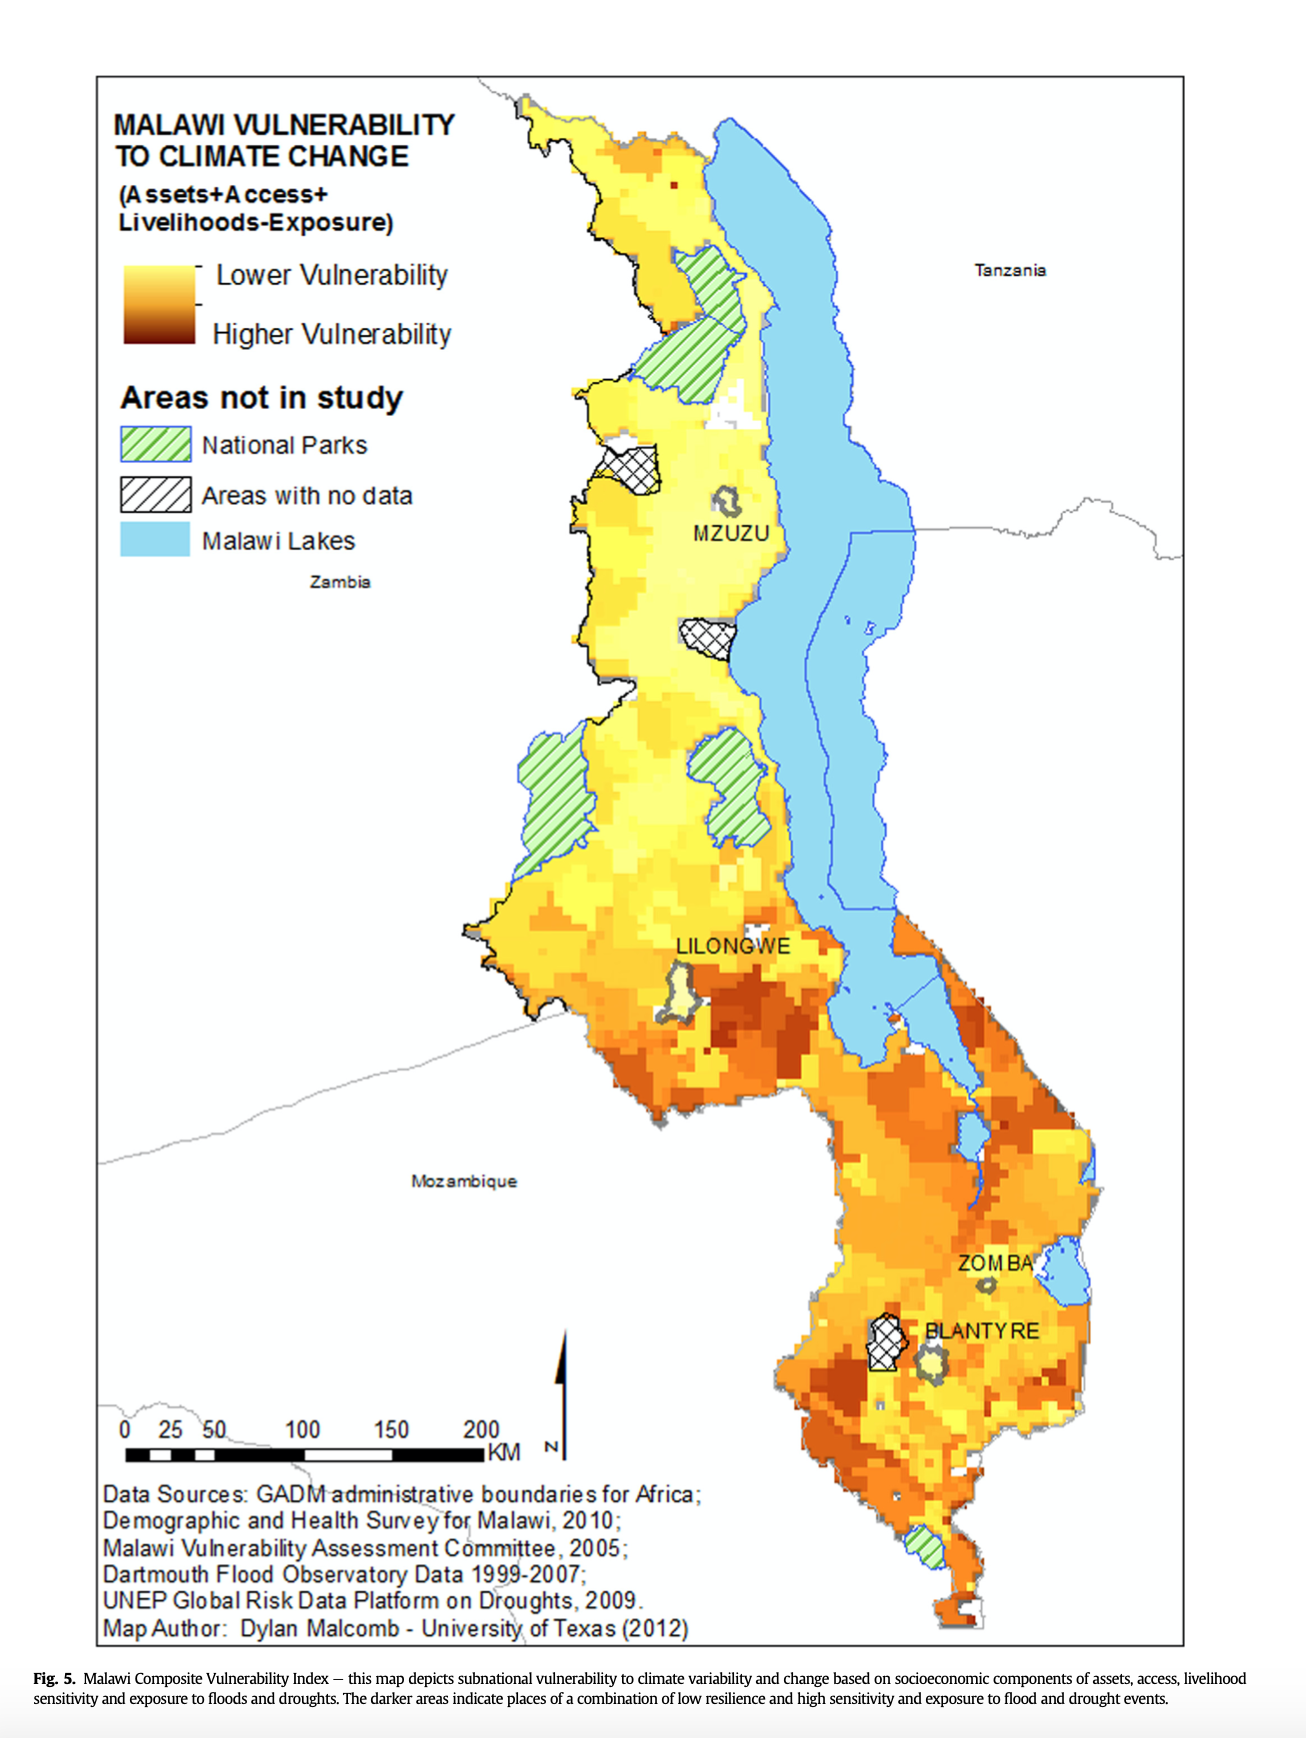 MALAWI VULNERABILITY
TO CLIMATE CHANGE
(Assets+Access+
Livelihoods-Exposure)
Lower Vulnerability
Higher Vulnerability
Areas not in study
National Parks
Areas with no data
Malawi Lakes
Tanzania
Zambia
MZUZU
LILONGWE
Mozambique
ZOMBA
BLANTYRE
0 25 50 100 150 200
KM
N
Data Sources: GADM administrative boundaries for Africa;
Demographic and Health Survey for Malawi, 2010;
Malawi Vulnerability Assessment Committee, 2005;
Dartmouth Flood Observatory Data 1999-2007;
UNEP Global Risk Data Platform on Droughts, 2009.
Map Author: Dylan Malcomb - University of Texas (2012)
Fig. 5. Malawi Composite Vulnerability Index — this map depicts subnational vulnerability to climate variability and change based on socioeconomic components of assets, access, livelihood
sensitivity and exposure to floods and droughts. The darker areas indicate places of a combination of low resilience and high sensitivity and exposure to flood and drought events.